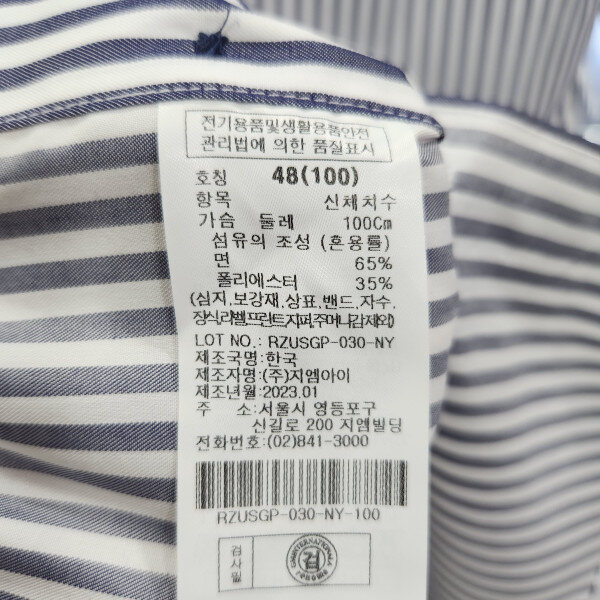 전기용품및생활용품안전
관리법에 의한 품질표시
호칭 48(100)
항목 신체치수
가슴 둘레 100Cm
섬유의 조성 (혼용률)
면 65%
폴리에스터 35%
(심지,보강재,상표,밴드,자수,
장식,라벨,프린트,지퍼,주머니감 제외)
LOT NO.: RZUSGP-030-NY
제조국명:한국
제조자명:(주)지엠아이
제조년월:2023.01
주 소:서울시 영등포구
신길로 200 지엠빌딩
전화번호:(02)841-3000
RZUSGP-030-NY-100
검사필
검